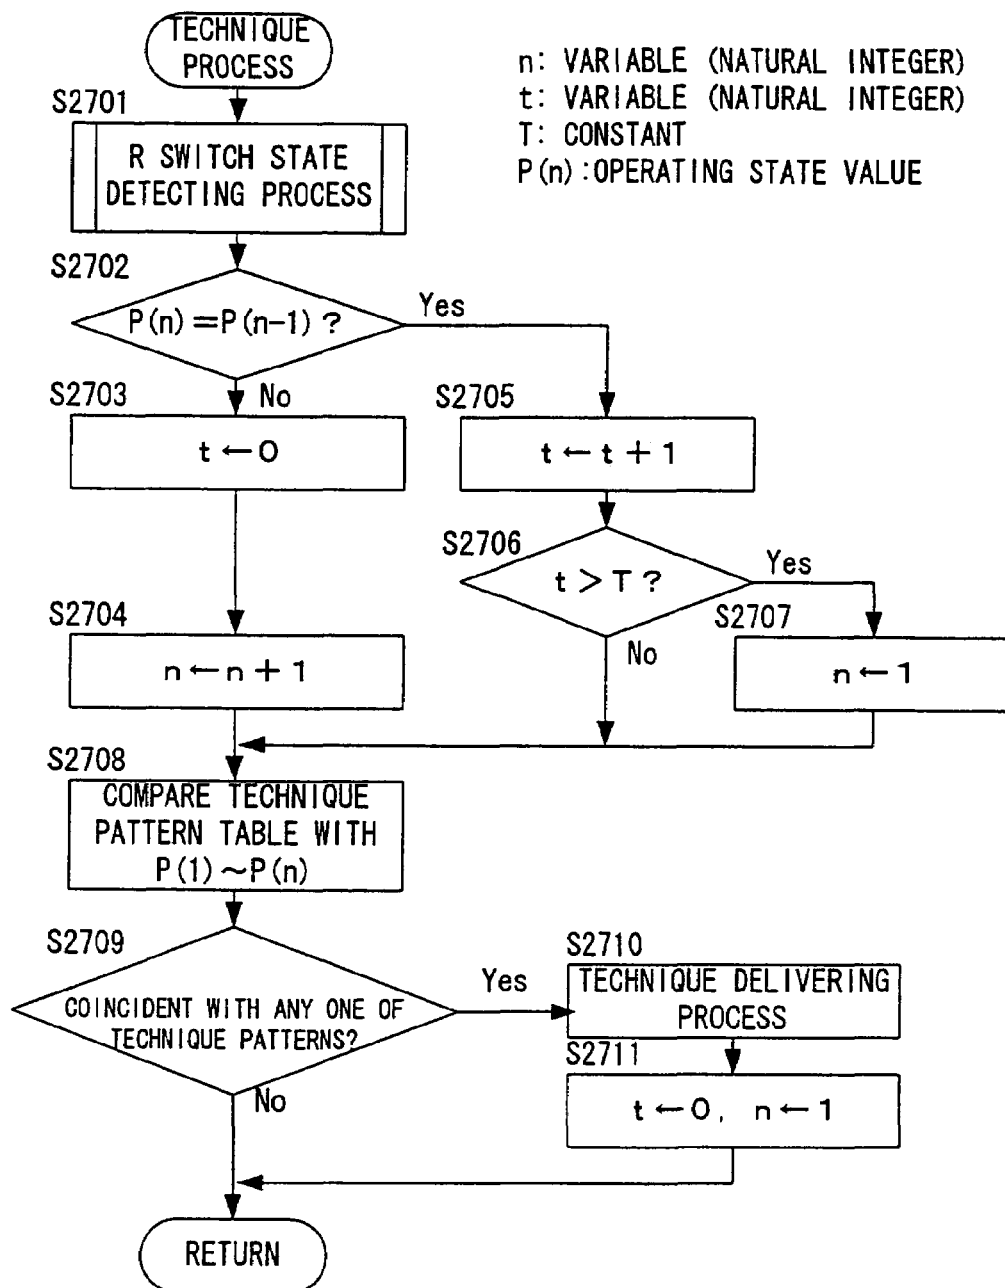 TECHNIQUE
PROCESS
n: VARIABLE (NATURAL INTEGER)
t: VARIABLE (NATURAL INTEGER)
T: CONSTANT
P(n):OPERATING STATE VALUE
S2701
R SWITCH STATE
DETECTING PROCESS
S2702
P(n)=P(n-1)?
Yes
No
S2703
t←0
S2705
t←t+1
S2706
t>T?
Yes
No
S2704
n←n+1
S2707
n←1
S2708
COMPARE TECHNIQUE
PATTERN TABLE WITH
P(1)~P(n)
S2709
COINCIDENT WITH ANY ONE OF
TECHNIQUE PATTERNS?
Yes
No
S2710
TECHNIQUE DELIVERING
PROCESS
S2711
t←0, n←1
RETURN